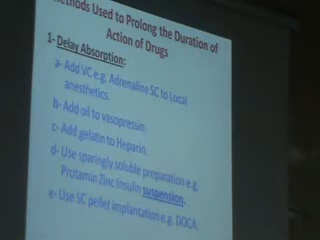 Methods Used to Prolong the Duration of
Action of Drugs
1- Delay Absorption:
a- Add VC e.g. Adrenaline SC to Local
anesthetics.
b- Add oil to vasopressin.
c- Add gelatin to Heparin.
d- Use sparingly soluble preparation e.g.
Protamin Zinc Insulin suspension.
e- Use SC pellet implantation e.g. DOCA.